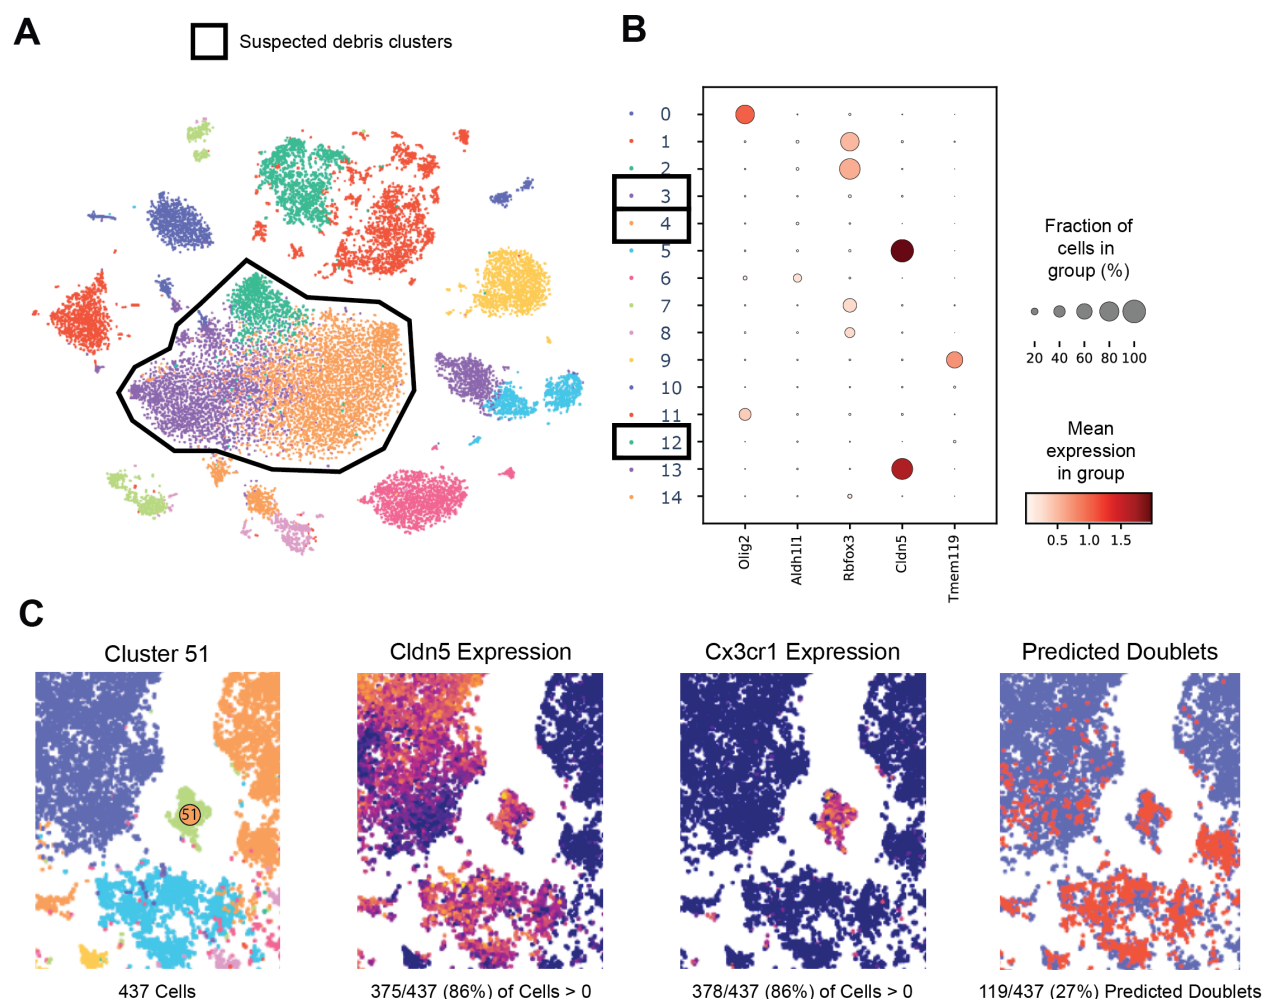 A
Suspected debris clusters
B
0
1
2
3
4
5
6
7
8
9
10
11
12
13
14
Olig2
Aldh1l1
Rbfox3
Cldn5
Tmem119
Fraction of
cells in
group (%)
20 40 60 80 100
Mean
expression
in group
0.5 1.0 1.5
C
Cluster 51
Cldn5 Expression
Cx3cr1 Expression
Predicted Doublets
51
437 Cells
375/437 (86%) of Cells > 0
378/437 (86%) of Cells > 0
119/437 (27%) Predicted Doublets